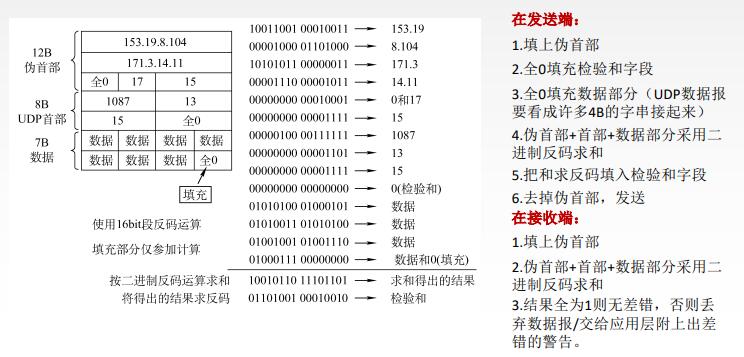 12B
伪首部
153.19.8.104
171.3.14.11
全0 17 15
8B
UDP首部
1087 13
15 全0
7B
数据
数据 数据 数据 数据
数据 数据 数据 全0
填充
使用16bit段反码运算
填充部分仅参加计算
10011001 00010011 → 153.19
00001000 01101000 → 8.104
10101011 00000011 → 171.3
00001110 00001011 → 14.11
00000000 00010001 → 0和17
00000000 00001111 → 15
00000100 00111111 → 1087
00000000 00001101 → 13
00000000 00001111 → 15
00000000 00000000 → 0(检验和)
01010100 01000101 → 数据
01010011 01010100 → 数据
01001001 01001110 → 数据
01000111 00000000 → 数据和0(填充)
按二进制反码运算求和 10010110 11101101 → 求和得出的结果
将得出的结果求反码 01101001 00010010 → 检验和
在发送端：
1.填上伪首部
2.全0填充检验和字段
3.全0填充数据部分（UDP数据报
要看成许多4B的字串接起来）
4.伪首部+首部+数据部分采用二
进制反码求和
5.把和求反码填入检验和字段
6.去掉伪首部，发送
在接收端：
1.填上伪首部
2.伪首部+首部+数据部分采用二
进制反码求和
3.结果全为1则无差错，否则丢
弃数据报/交给应用层附上出差
错的警告。